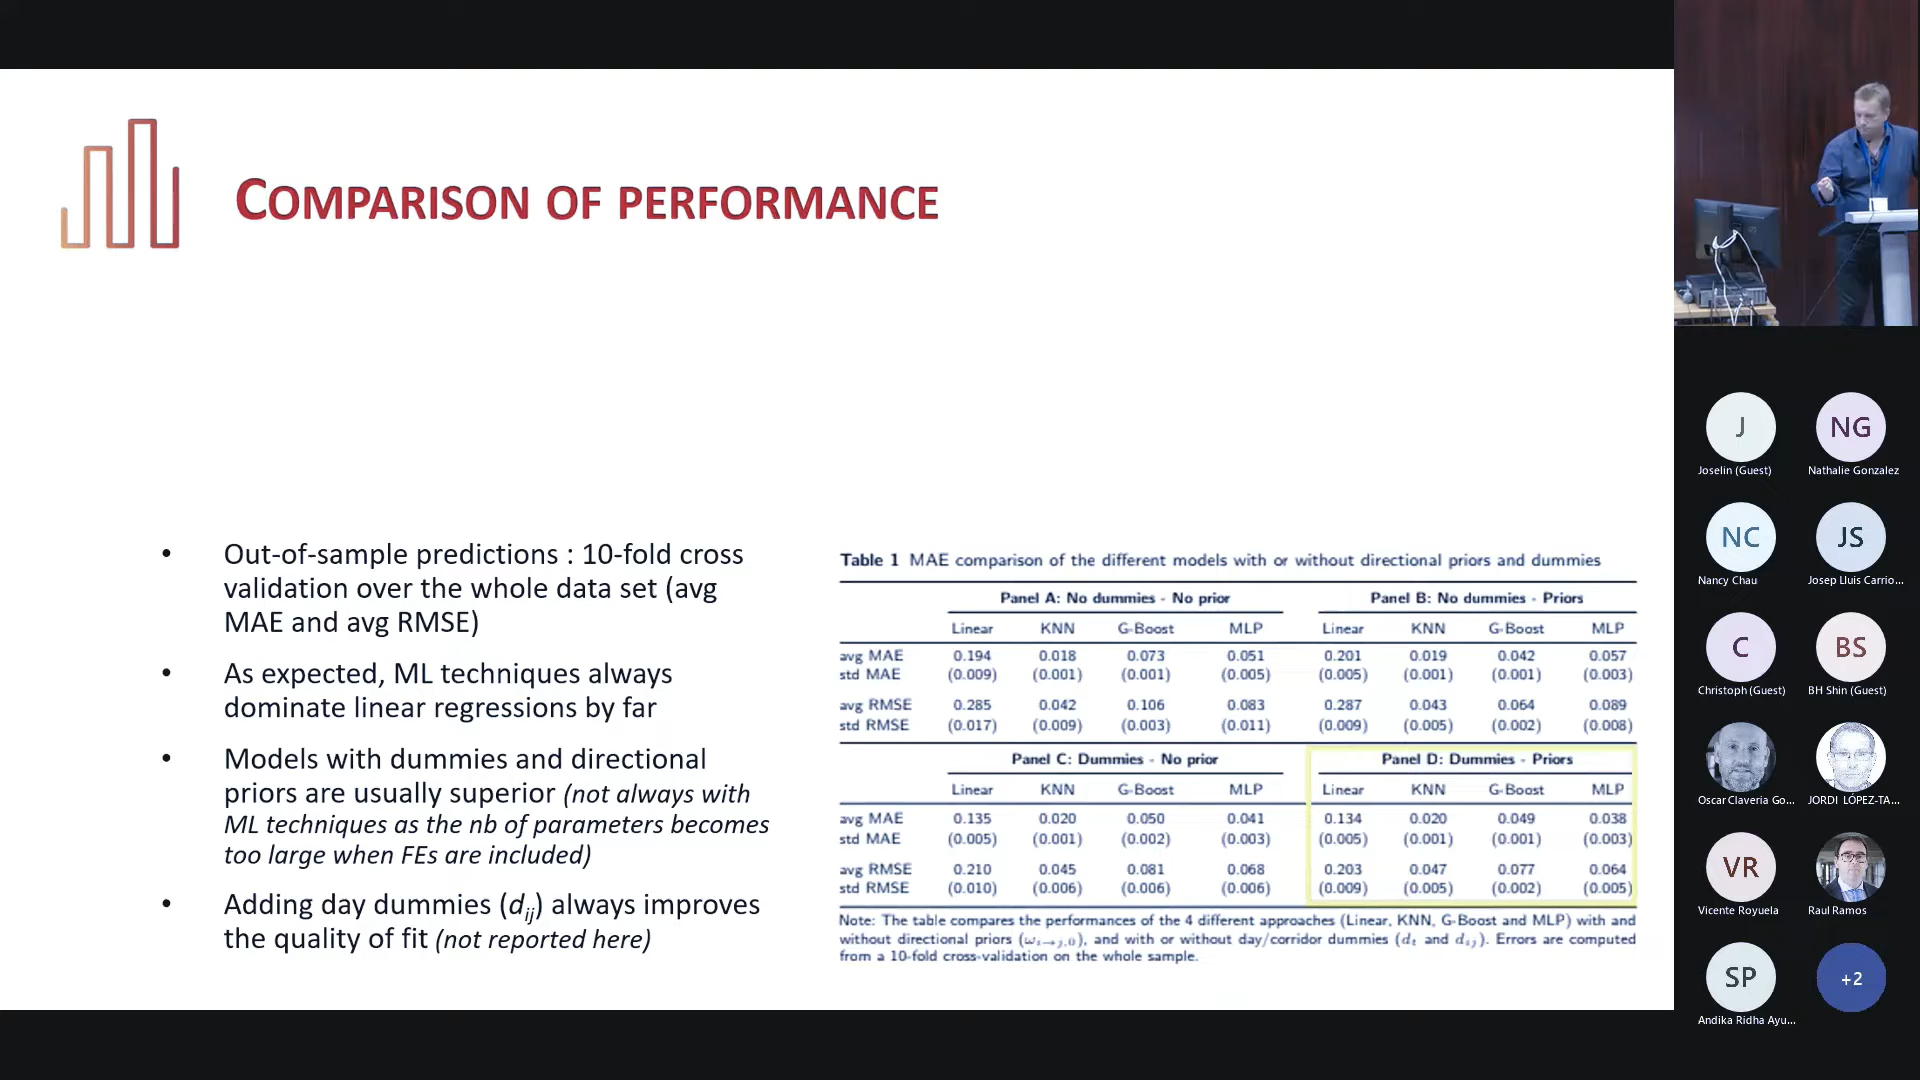 COMPARISON OF PERFORMANCE
• Out-of-sample predictions : 10-fold cross
validation over the whole data set (avg
MAE and avg RMSE)
• As expected, ML techniques always
dominate linear regressions by far
• Models with dummies and directional
priors are usually superior (not always with
ML techniques as the nb of parameters becomes
too large when FEs are included)
• Adding day dummies (dij) always improves
the quality of fit (not reported here)
Table 1 MAE comparison of the different models with or without directional priors and dummies
Panel A: No dummies - No prior Panel B: No dummies - Priors
Linear KNN G-Boost MLP Linear KNN G-Boost MLP
avg MAE 0.194 0.018 0.073 0.051 0.201 0.019 0.042 0.057
std MAE (0.009) (0.001) (0.001) (0.005) (0.005) (0.001) (0.001) (0.003)
avg RMSE 0.285 0.042 0.106 0.083 0.287 0.043 0.064 0.089
std RMSE (0.017) (0.009) (0.003) (0.011) (0.009) (0.005) (0.002) (0.008)
Panel C: Dummies - No prior Panel D: Dummies - Priors
Linear KNN G-Boost MLP Linear KNN G-Boost MLP
avg MAE 0.135 0.020 0.050 0.041 0.134 0.020 0.049 0.038
std MAE (0.005) (0.001) (0.002) (0.003) (0.005) (0.001) (0.001) (0.003)
avg RMSE 0.210 0.045 0.081 0.068 0.203 0.047 0.077 0.064
std RMSE (0.010) (0.006) (0.006) (0.006) (0.009) (0.005) (0.002) (0.005)
Note: The table compares the performances of the 4 different approaches (Linear, KNN, G-Boost and MLP) with and
without directional priors (ωi→j,0), and with or without day/corridor dummies (dt and dij). Errors are computed
from a 10-fold cross-validation on the whole sample.
J NG
Joselin (Guest) Nathalie Gonzalez
NC JS
Nancy Chau Josep Lluis Carrio...
C BS
Christoph (Guest) BH Shin (Guest)
Oscar Claveria Go... JORDI LÓPEZ-TA...
VR
Vicente Royuela Raul Ramos
SP +2
Andika Ridha Ayu...